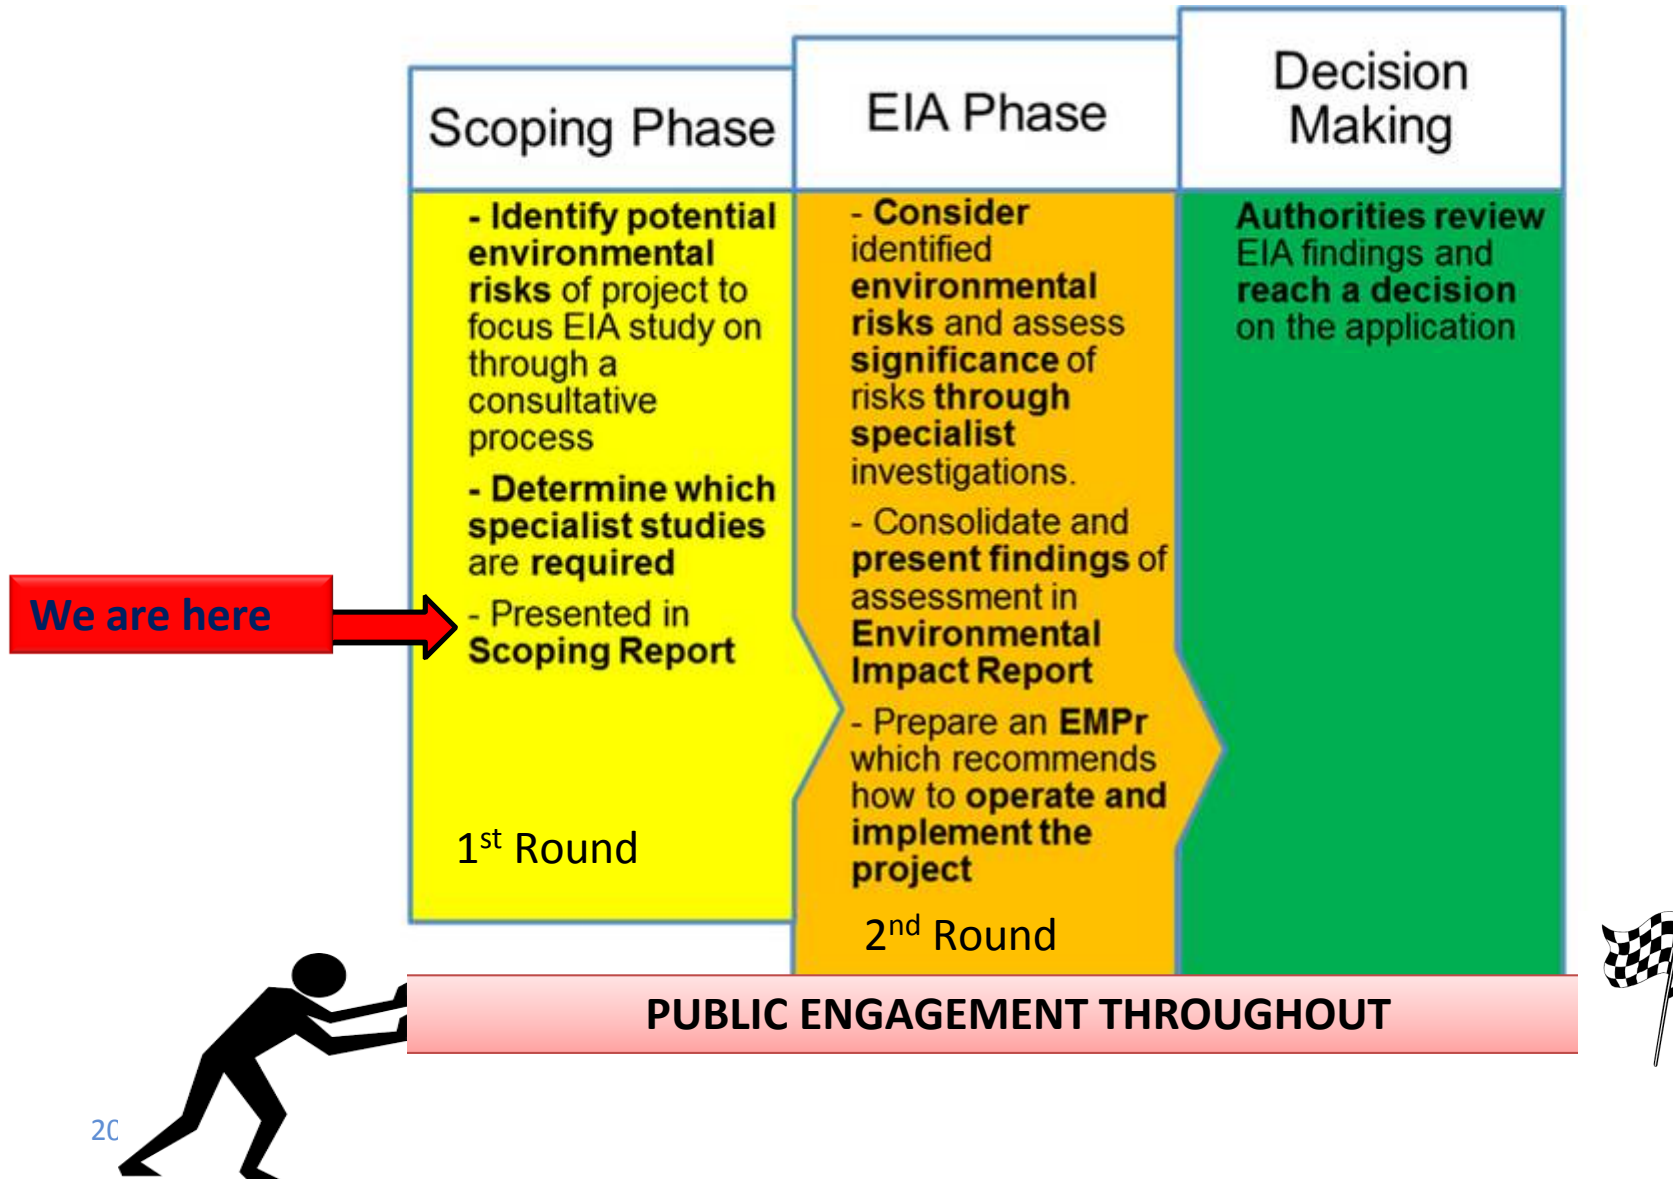 Scoping Phase
- Identify potential
environmental
risks of project to
focus EIA study on
through a
consultative
process
- Determine which
specialist studies
are required
- Presented in
Scoping Report
1st Round
EIA Phase
- Consider
identified
environmental
risks and assess
significance of
risks through
specialist
investigations.
- Consolidate and
present findings of
assessment in
Environmental
Impact Report
- Prepare an EMPr
which recommends
how to operate and
implement the
project
2nd Round
Decision
Making
Authorities review
EIA findings and
reach a decision
on the application
We are here
PUBLIC ENGAGEMENT THROUGHOUT